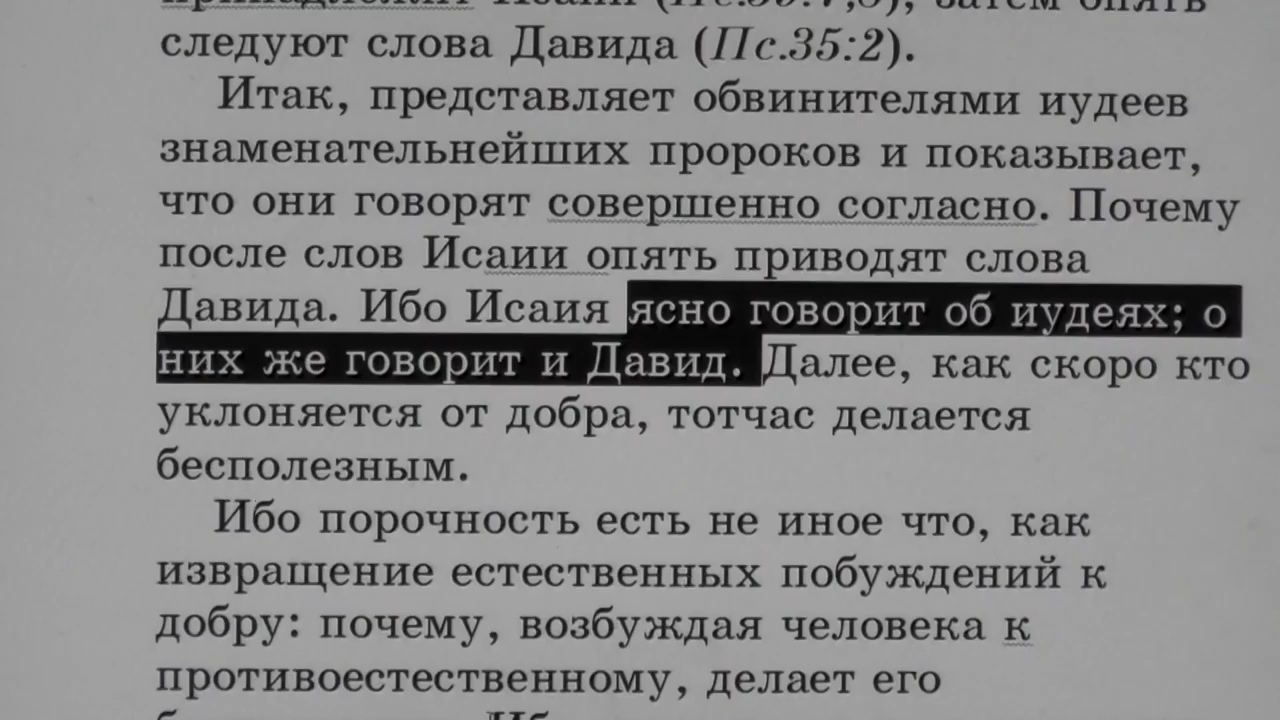 следуют слова Давида (Пс.35:2).
Итак, представляет обвинителями иудеев
знаменательнейших пророков и показывает,
что они говорят совершенно согласно. Почему
после слов Исаии опять приводят слова
Давида. Ибо Исаия ясно говорит об иудеях; о
них же говорит и Давид. Далее, как скоро кто
уклоняется от добра, тотчас делается
бесполезным.
Ибо порочность есть не иное что, как
извращение естественных побуждений к
добру: почему, возбуждая человека к
противоестественному, делает его